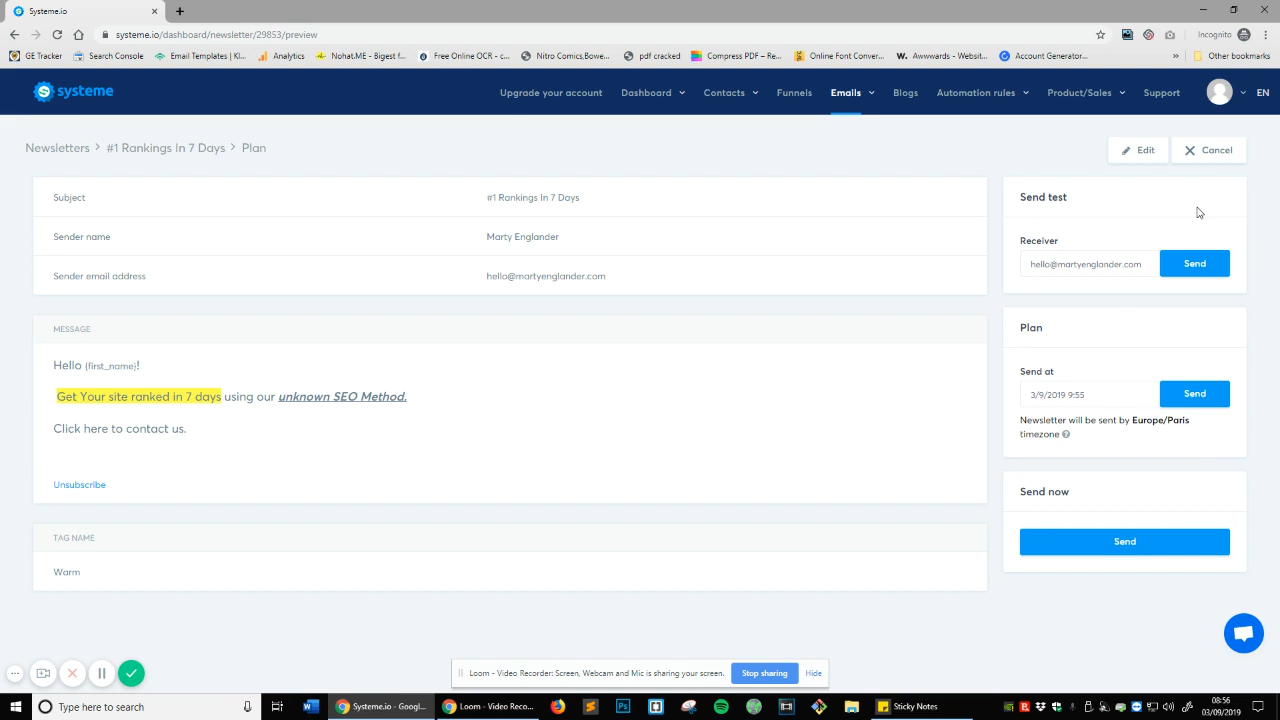 Systeme.io
systeme.io/dashboard/newsletter/29853/preview
Incognito
GE Tracker
Search Console
Email Templates | Kl...
Analytics
Nohat.ME - Bigest f...
Free Online OCR - c...
Nitro Comics,Bowe...
pdf cracked
Compress PDF – Re...
Online Font Conver...
Awwwards - Websit...
Account Generator...
Other bookmarks
systeme
Upgrade your account
Dashboard
Contacts
Funnels
Emails
Blogs
Automation rules
Product/Sales
Support
EN
Newsletters > #1 Rankings In 7 Days > Plan
Edit
Cancel
Subject
#1 Rankings In 7 Days
Sender name
Marty Englander
Sender email address
hello@martyenglander.com
MESSAGE
Hello {first_name}!
Get Your site ranked in 7 days using our unknown SEO Method.
Click here to contact us.
Unsubscribe
TAG NAME
Warm
Send test
Receiver
hello@martyenglander.com
Send
Plan
Send at
3/9/2019 9:55
Send
Newsletter will be sent by Europe/Paris
timezone
Send now
Send
Loom - Video Recorder: Screen, Webcam and Mic is sharing your screen.
Stop sharing
Hide
Type here to search
Systeme.io - Googl...
Loom - Video Reco...
Sticky Notes
08:56
03/09/2019